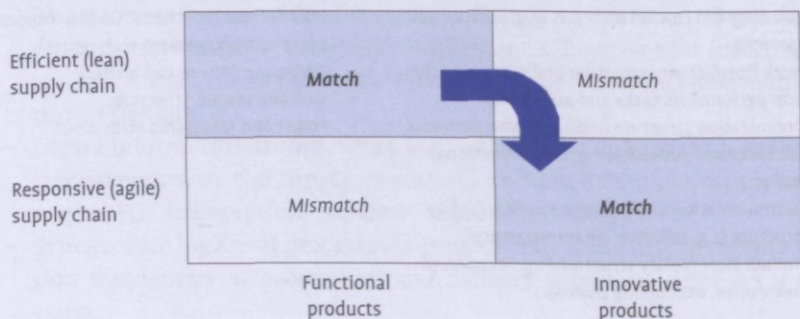 Efficient (lean)
supply chain
Match
Mismatch
Responsive (agile)
supply chain
Mismatch
Match
Functional
products
Innovative
products